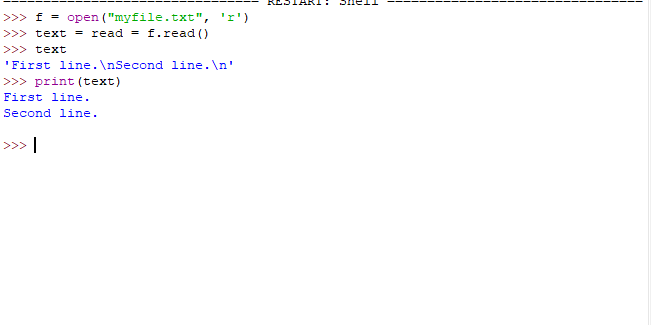 ================================ RESTART: Shell ================================
>>> f = open("myfile.txt", 'r')
>>> text = read = f.read()
>>> text
'First line.\nSecond line.\n'
>>> print(text)
First line.
Second line.
>>>